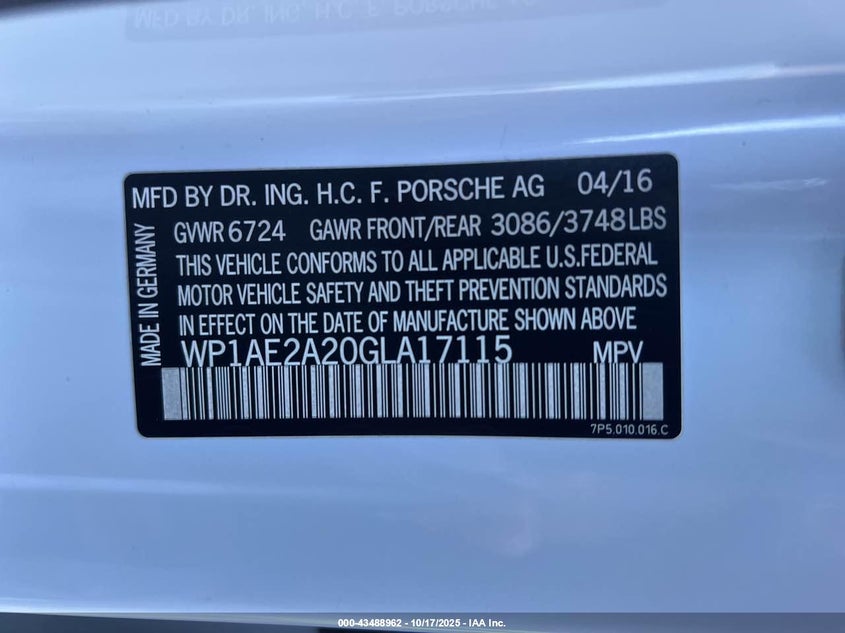 MFD BY DR. ING. H.C. F. PORSCHE AG 04/16
GVWR 6724 GAWR FRONT/REAR 3086/3748 LBS
THIS VEHICLE CONFORMS TO ALL APPLICABLE U.S. FEDERAL
MOTOR VEHICLE SAFETY AND THEFT PREVENTION STANDARDS
IN EFFECT ON THE DATE OF MANUFACTURE SHOWN ABOVE
WP1AE2A20GLA17115 MPV
MADE IN GERMANY
7P5.010.016.C
000-43488962 - 10/17/2025 - IAA Inc.